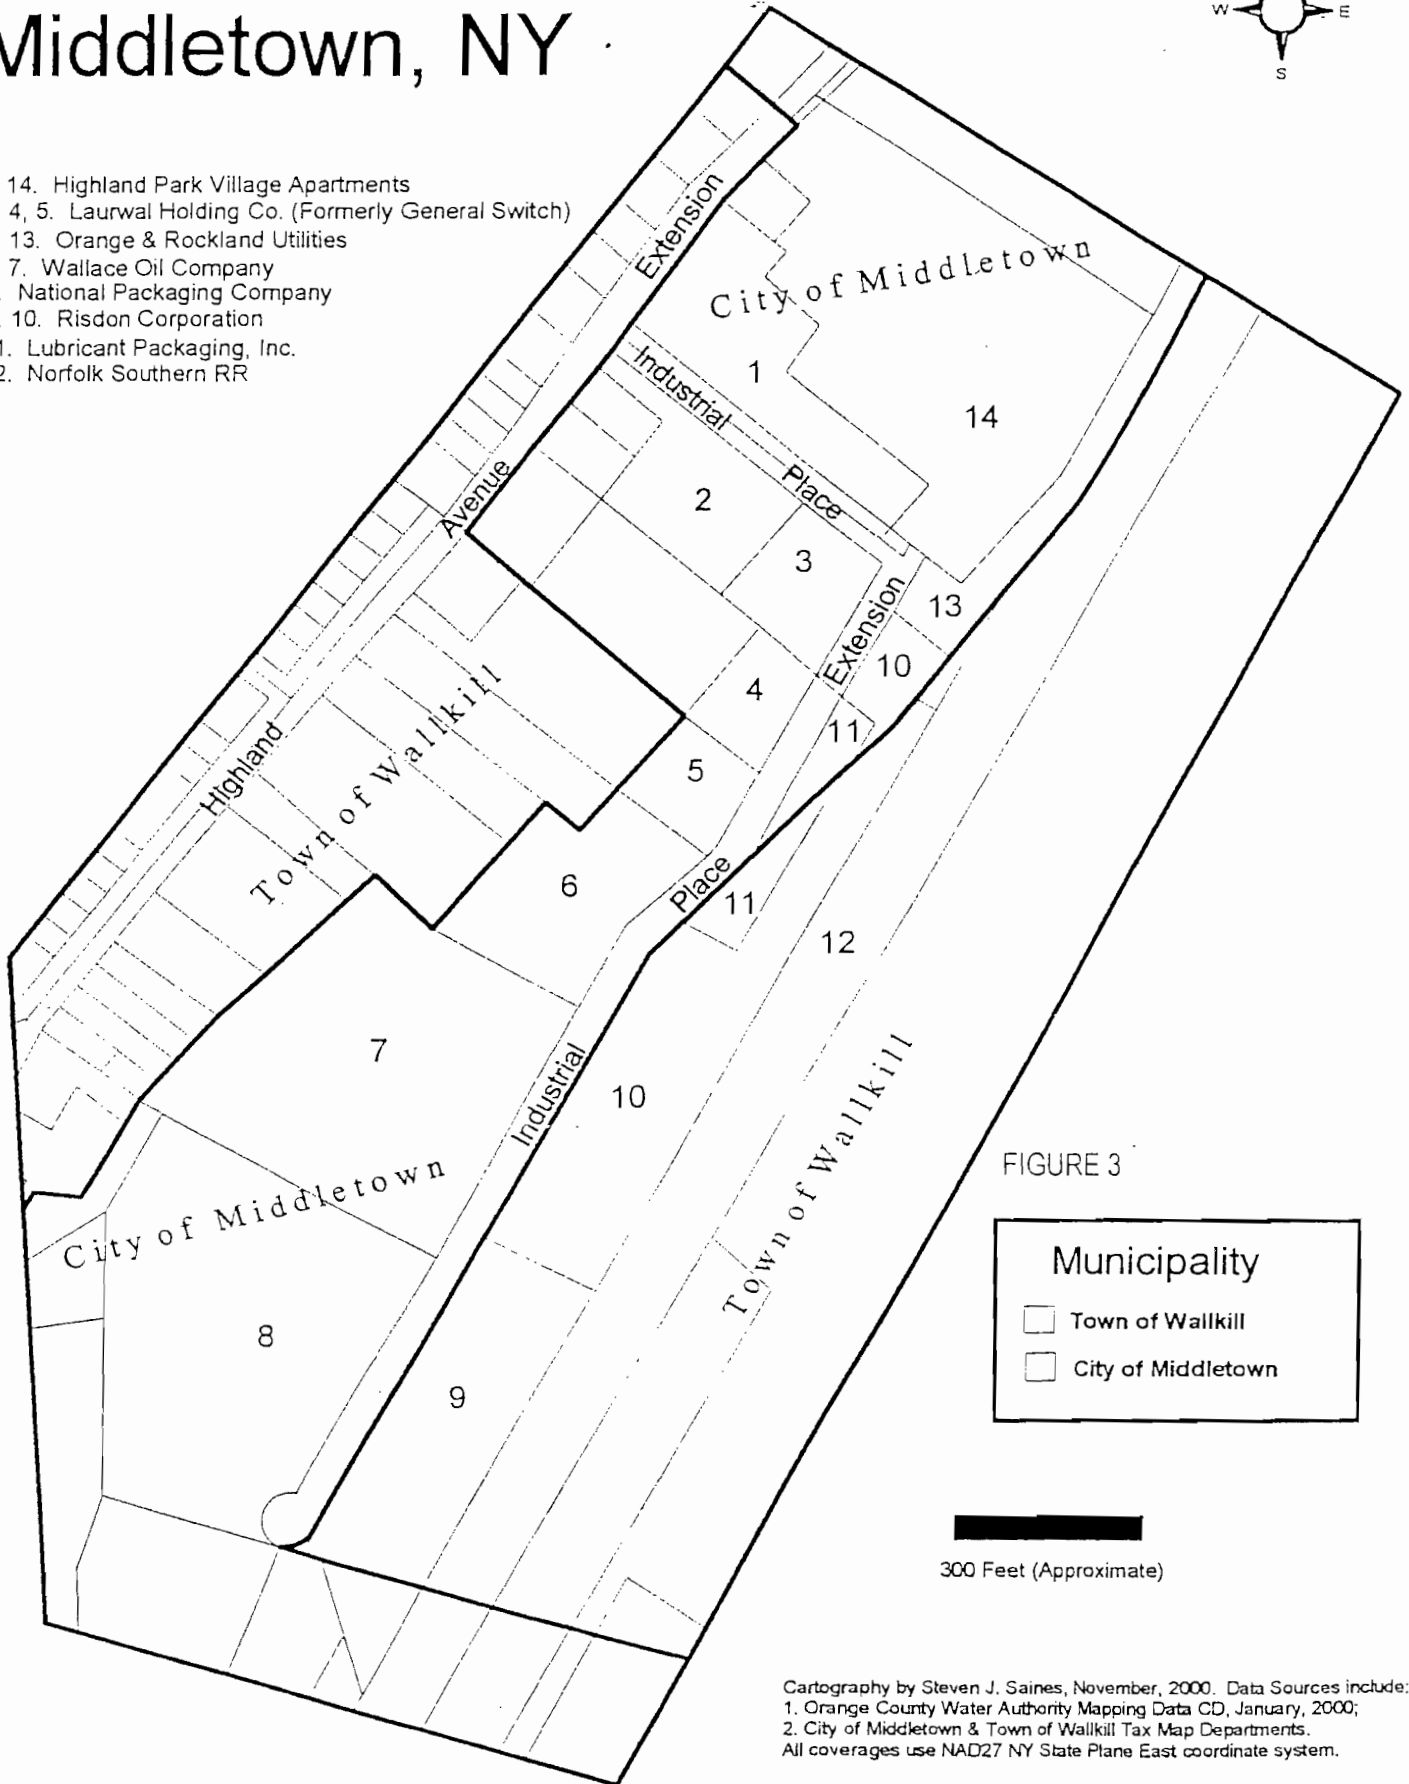 Middletown, NY
W E
S
14. Highland Park Village Apartments
4, 5. Laurwal Holding Co. (Formerly General Switch)
13. Orange & Rockland Utilities
7. Wallace Oil Company
National Packaging Company
10. Risdon Corporation
1. Lubricant Packaging, Inc.
2. Norfolk Southern RR
Extension
City of Middletown
Industrial
1
14
Place
Avenue
2
3
Extension
13
10
4
11
Highland
Town of Wallkill
5
Place
6
11
12
7
Industrial
10
Town of Wallkill
City of Middletown
8
9
FIGURE 3
Municipality
Town of Wallkill
City of Middletown
300 Feet (Approximate)
Cartography by Steven J. Saines, November, 2000. Data Sources include:
1. Orange County Water Authority Mapping Data CD, January, 2000;
2. City of Middletown & Town of Wallkill Tax Map Departments.
All coverages use NAD27 NY State Plane East coordinate system.